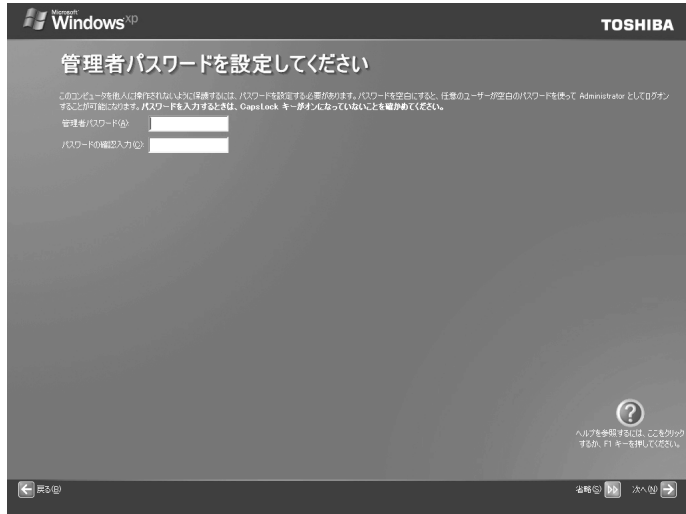 Microsoft
Windows xp
TOSHIBA
管理者パスワードを設定してください
このコンピュータを他人に操作されないように保護するには、パスワードを設定する必要があります。パスワードを空白にすると、任意のユーザーが空白のパスワードを使って Administrator としてログオン
することが可能になります。パスワードを入力するときは、CapsLock キーがオンになっていないことを確かめてください。
管理者パスワード(A):
パスワードの確認入力(C):
ヘルプを参照するには、ここをクリック
するか、F1 キーを押してください。
戻る(B)
省略(S)
次へ(N)